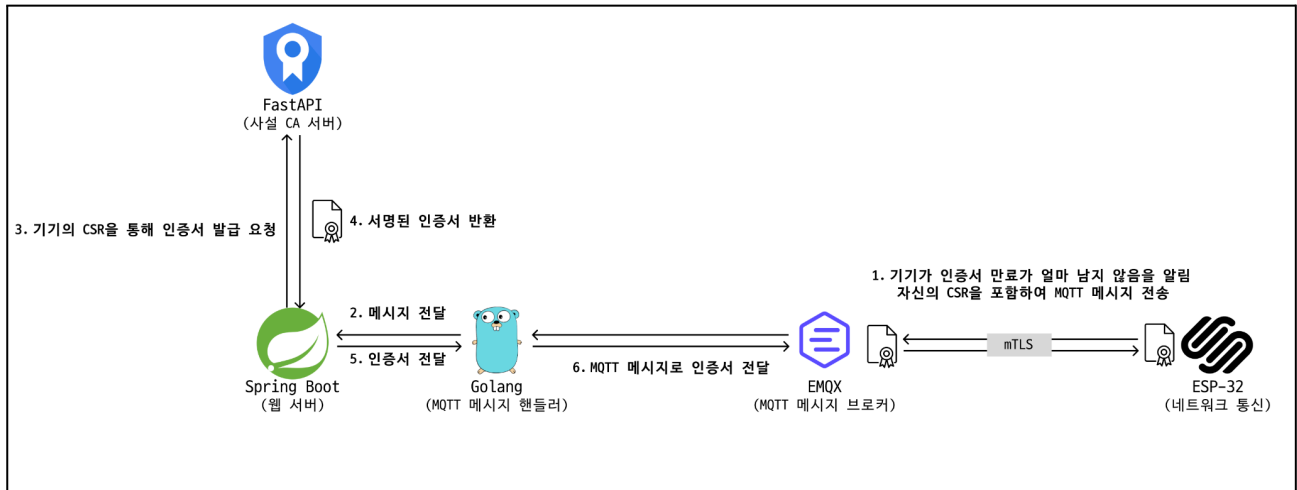 FastAPI
(사설 CA 서버)
3. 기기의 CSR을 통해 인증서 발급 요청
4. 서명된 인증서 반환
1. 기기가 인증서 만료가 얼마 남지 않음을 알림
자신의 CSR을 포함하여 MQTT 메시지 전송
2. 메시지 전달
5. 인증서 전달
6. MQTT 메시지로 인증서 전달
mTLS
Spring Boot
(웹 서버)
Golang
(MQTT 메시지 핸들러)
EMQX
(MQTT 메시지 브로커)
ESP-32
(네트워크 통신)